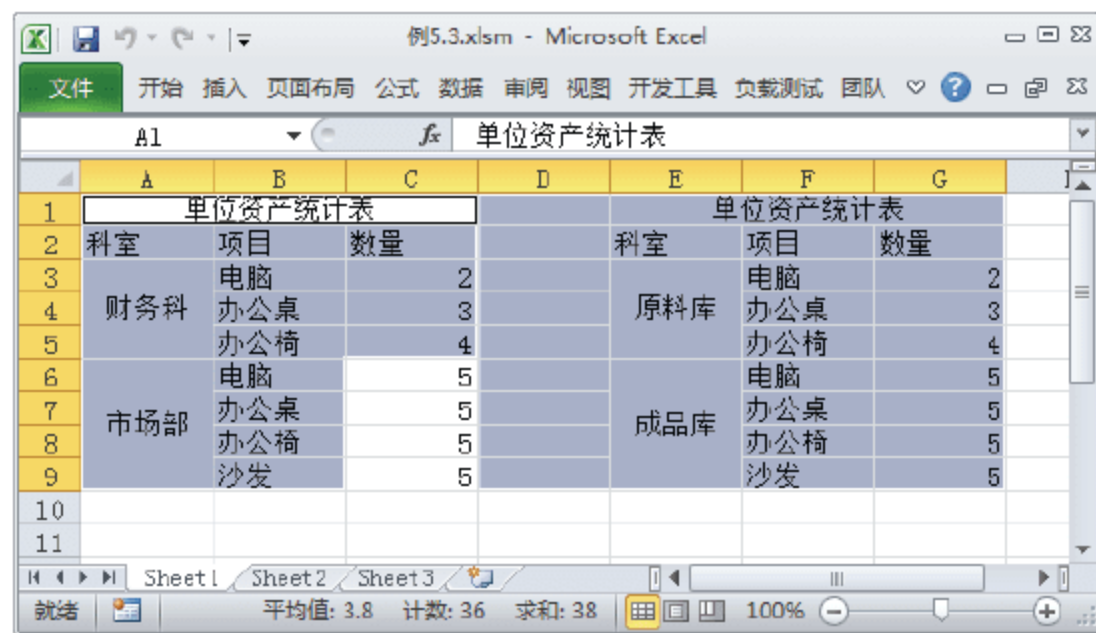 例5.3.xlsm - Microsoft Excel
文件 开始 插入 页面布局 公式 数据 审阅 视图 开发工具 负载测试 团队
A1 fx 单位资产统计表
A B C D E F G
1 单位资产统计表 单位资产统计表
2 科室 项目 数量 科室 项目 数量
3 电脑 2 电脑 2
4 财务科 办公桌 3 原料库 办公桌 3
5 办公椅 4 办公椅 4
6 电脑 5 电脑 5
7 市场部 办公桌 5 成品库 办公桌 5
8 办公椅 5 办公椅 5
9 沙发 5 沙发 5
10
11
Sheet1 Sheet2 Sheet3
就绪 平均值: 3.8 计数: 36 求和: 38 100%